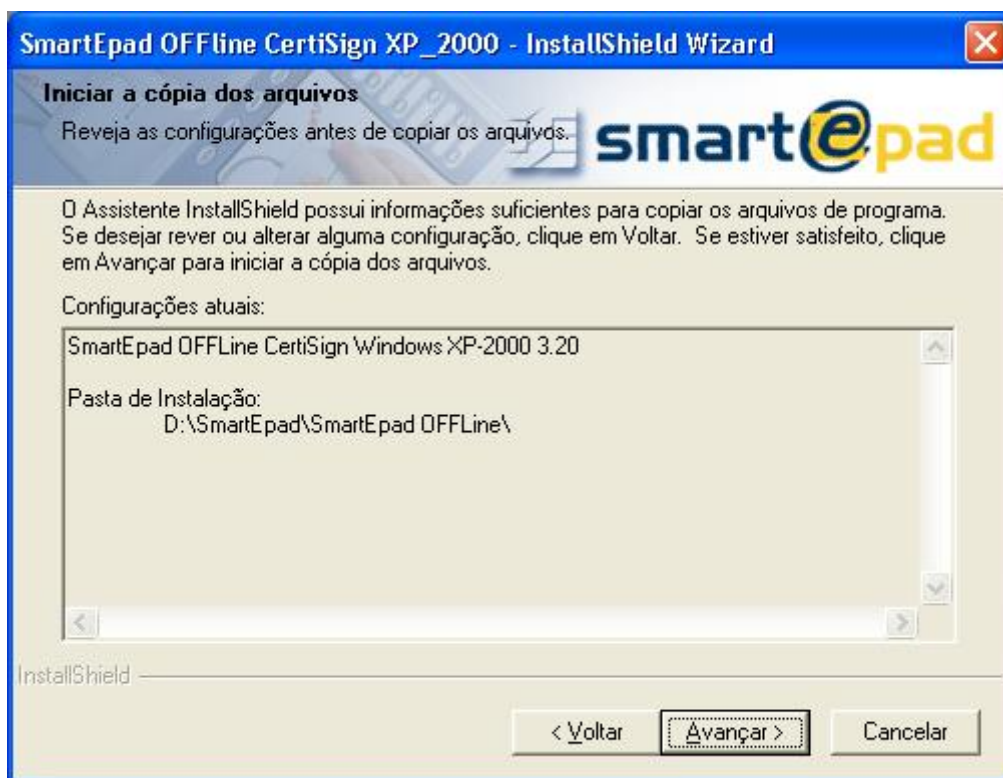 SmartEpad OFFline CertiSign XP_2000 - InstallShield Wizard
Iniciar a cópia dos arquivos
Reveja as configurações antes de copiar os arquivos.
smart@pad
O Assistente InstallShield possui informações suficientes para copiar os arquivos de programa.
Se desejar rever ou alterar alguma configuração, clique em Voltar. Se estiver satisfeito, clique
em Avançar para iniciar a cópia dos arquivos.
Configurações atuais:
SmartEpad OFFLine CertiSign Windows XP-2000 3.20
Pasta de Instalação:
D:\SmartEpad\SmartEpad OFFLine\
InstallShield
< Voltar
Avançar >
Cancelar